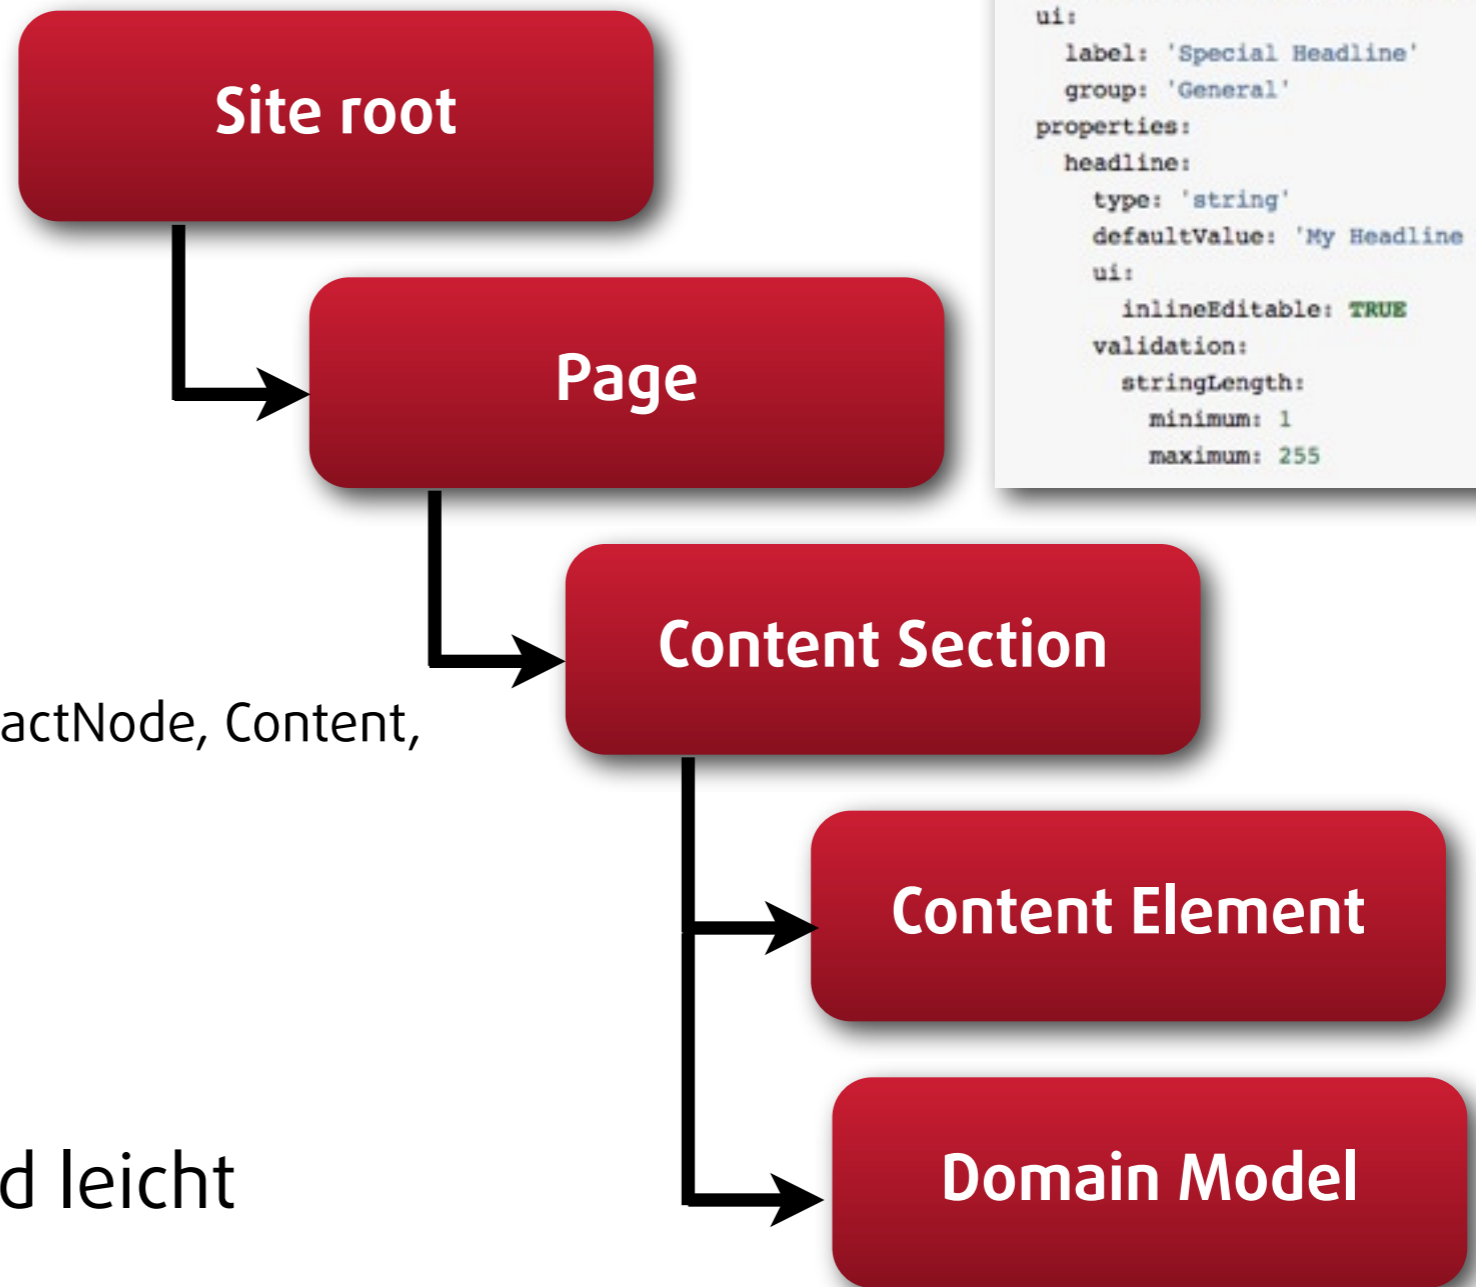 Site root
ui:
label: 'Special Headline'
group: 'General'
properties:
headline:
type: 'string'
defaultValue: 'My Headline
ui:
inlineEditable: TRUE
validation:
stringLength:
minimum: 1
maximum: 255
Page
Content Section
actNode, Content,
Content Element
Domain Model
d leicht